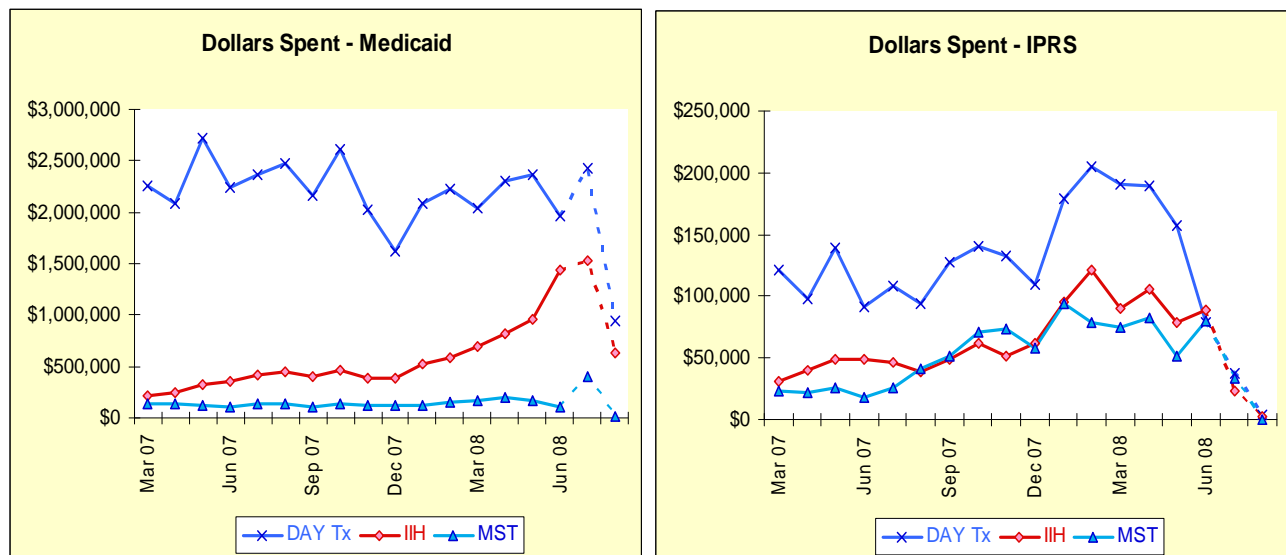 Dollars Spent - Medicaid
$3,000,000
$2,500,000
$2,000,000
$1,500,000
$1,000,000
$500,000
$0
Mar 07
Jun 07
Sep 07
Dec 07
Mar 08
Jun 08
DAY Tx IIH MST
Dollars Spent - IPRS
$250,000
$200,000
$150,000
$100,000
$50,000
$0
Mar 07
Jun 07
Sep 07
Dec 07
Mar 08
Jun 08
DAY Tx IIH MST